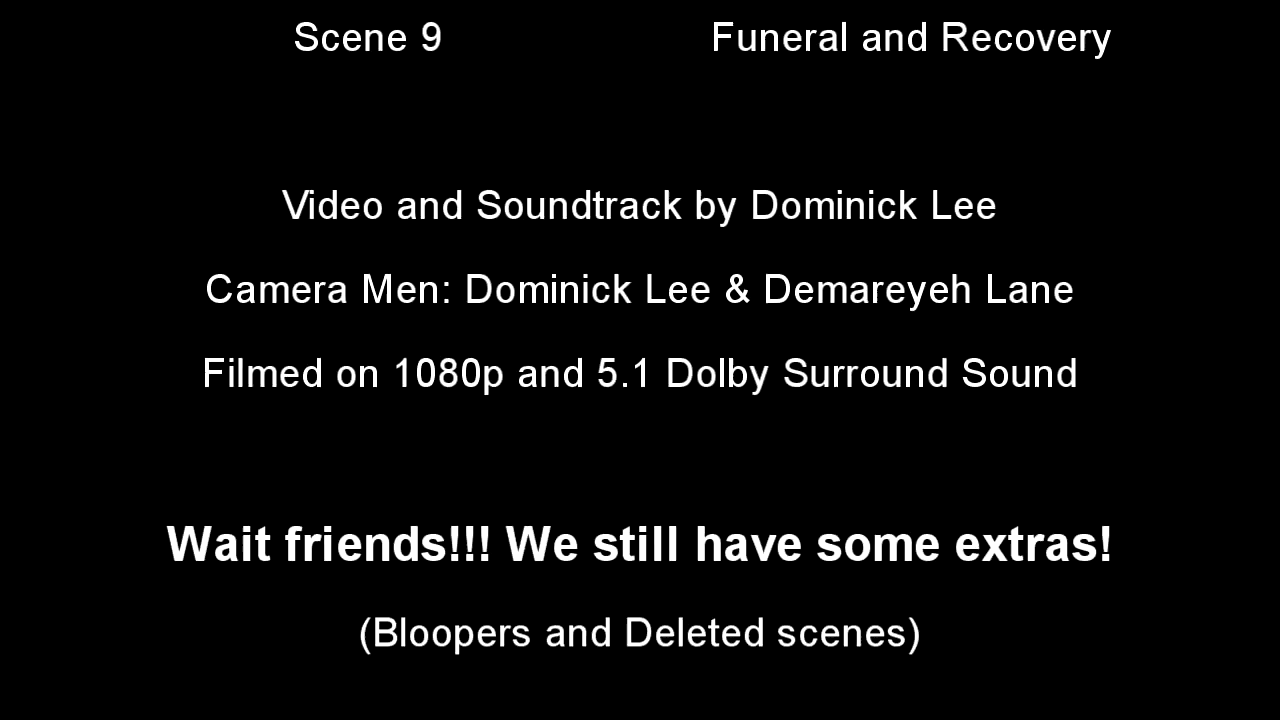 Scene 9 Funeral and Recovery
Video and Soundtrack by Dominick Lee
Camera Men: Dominick Lee & Demareyeh Lane
Filmed on 1080p and 5.1 Dolby Surround Sound
Wait friends!!! We still have some extras!
(Bloopers and Deleted scenes)